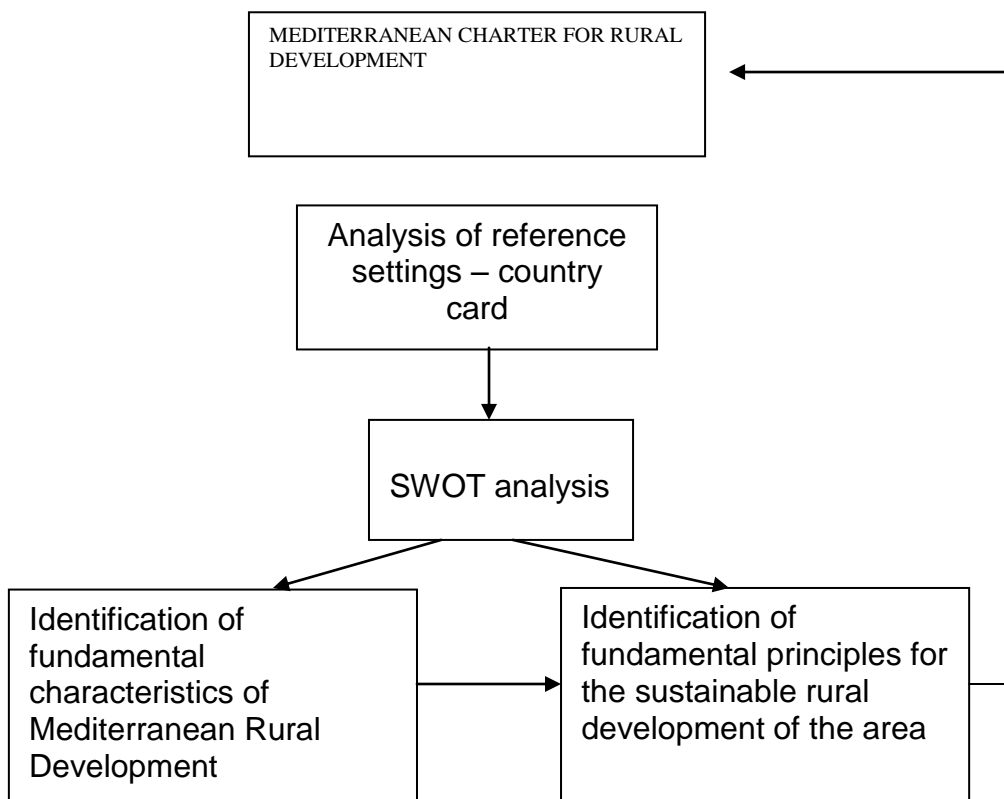 MEDITERRANEAN CHARTER FOR RURAL
DEVELOPMENT
Analysis of reference
settings – country
card
SWOT analysis
Identification of
fundamental
characteristics of
Mediterranean Rural
Development
Identification of
fundamental principles for
the sustainable rural
development of the area